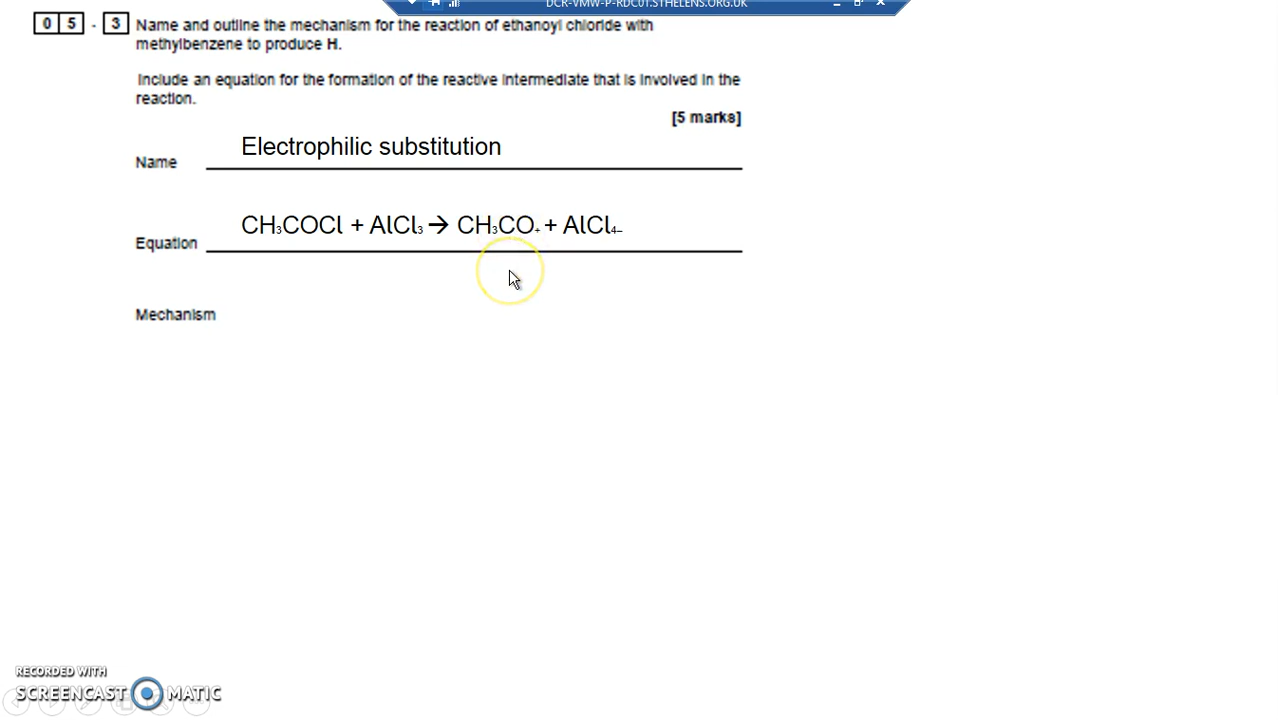 DCR-VMW-P-RDC01.STHELENS.ORG.UK
0 5 . 3 Name and outline the mechanism for the reaction of ethanoyl chloride with
methylbenzene to produce H.
Include an equation for the formation of the reactive intermediate that is involved in the
reaction.
[5 marks]
Name Electrophilic substitution
Equation CH₃COCl + AlCl₃ → CH₃CO₊ + AlCl₄₋
Mechanism
RECORDED WITH
SCREENCAST MATIC